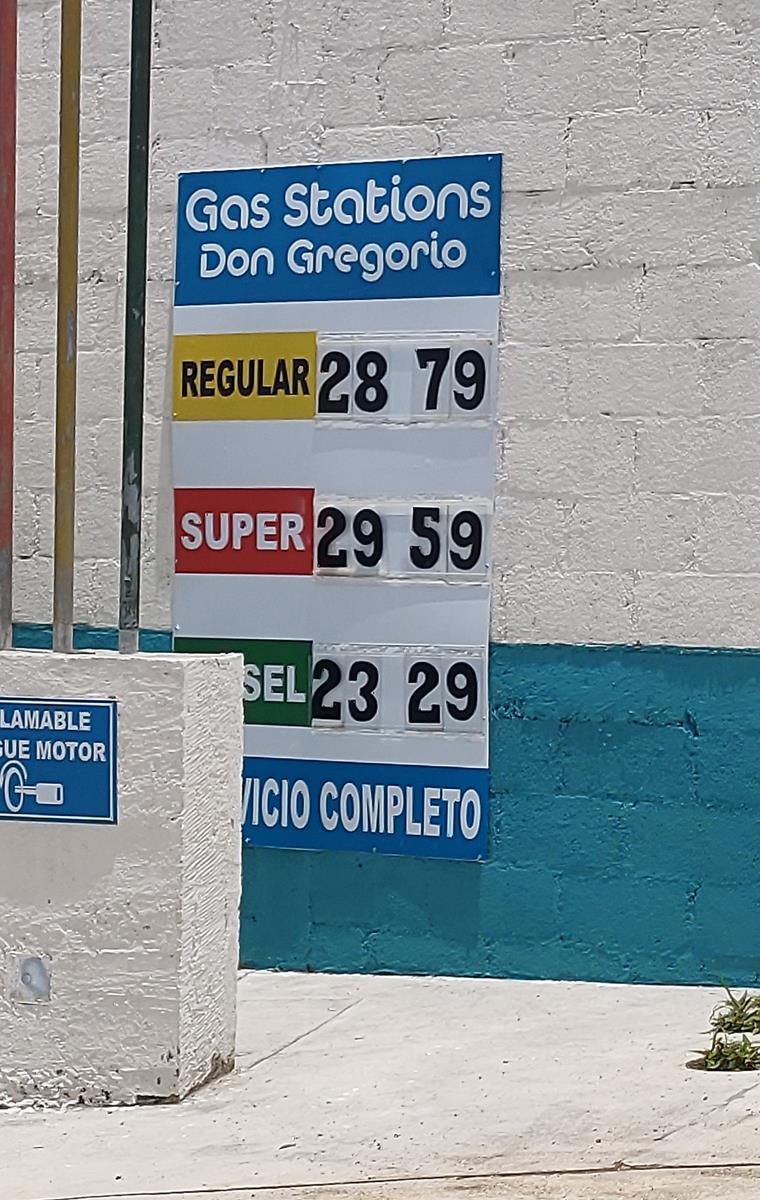 Gas Stations
Don Gregorio
REGULAR 28 79
SUPER 29 59
SEL 23 29
VICIO COMPLETO
LAMABLE
GUE MOTOR